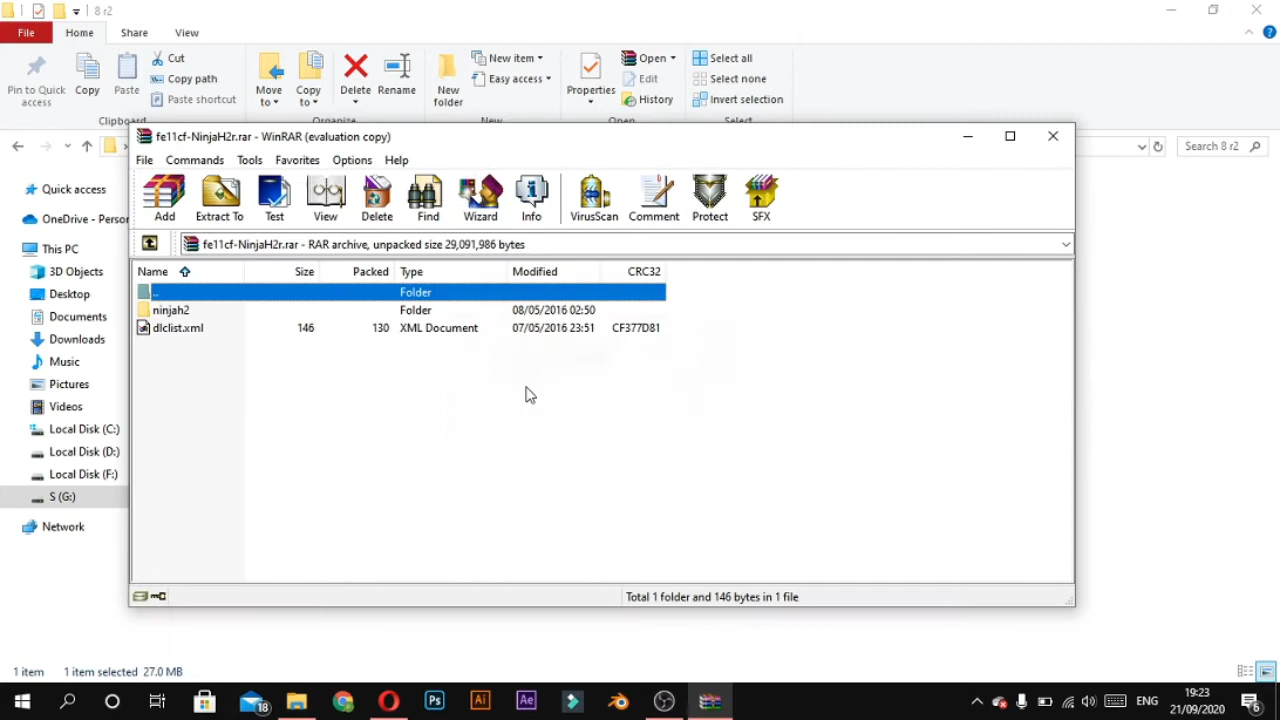 8 r2
File Home Share View
Pin to Quick access
Copy
Paste
Cut
Copy path
Paste shortcut
Clipboard
Move to
Copy to
Delete
Rename
Organize
New folder
New item
Easy access
New
Properties
Open
Edit
History
Open
Select all
Select none
Invert selection
Select
Search 8 r2
Quick access
OneDrive - Perso
This PC
3D Objects
Desktop
Documents
Downloads
Music
Pictures
Videos
Local Disk (C:)
Local Disk (D:)
Local Disk (F:)
S (G:)
Network
fe11cf-NinjaH2r.rar - WinRAR (evaluation copy)
File Commands Tools Favorites Options Help
Add Extract To Test View Delete Find Wizard Info VirusScan Comment Protect SFX
fe11cf-NinjaH2r.rar - RAR archive, unpacked size 29,091,986 bytes
Name Size Packed Type Modified CRC32
.. Folder
ninjah2 Folder 08/05/2016 02:50
dlclist.xml 146 130 XML Document 07/05/2016 23:51 CF377D81
Total 1 folder and 146 bytes in 1 file
1 item 1 item selected 27.0 MB
18
Ps
Ai
Ae
ENG
19:23
21/09/2020
6